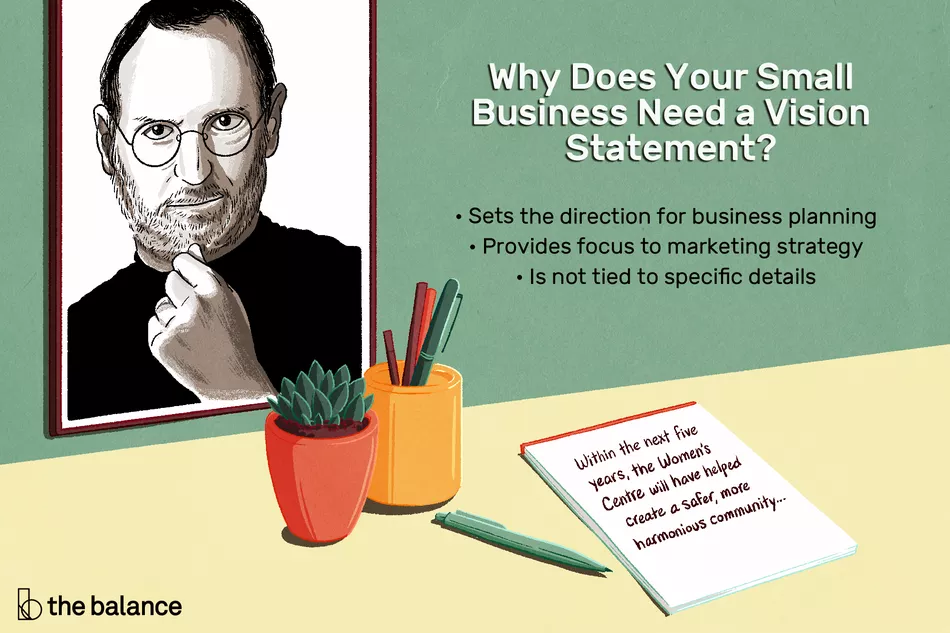 Why Does Your Small
Business Need a Vision
Statement?
• Sets the direction for business planning
• Provides focus to marketing strategy
• Is not tied to specific details
Within the next five
years, the Women's
Centre will have helped
create a safer, more
harmonious community...
the balance